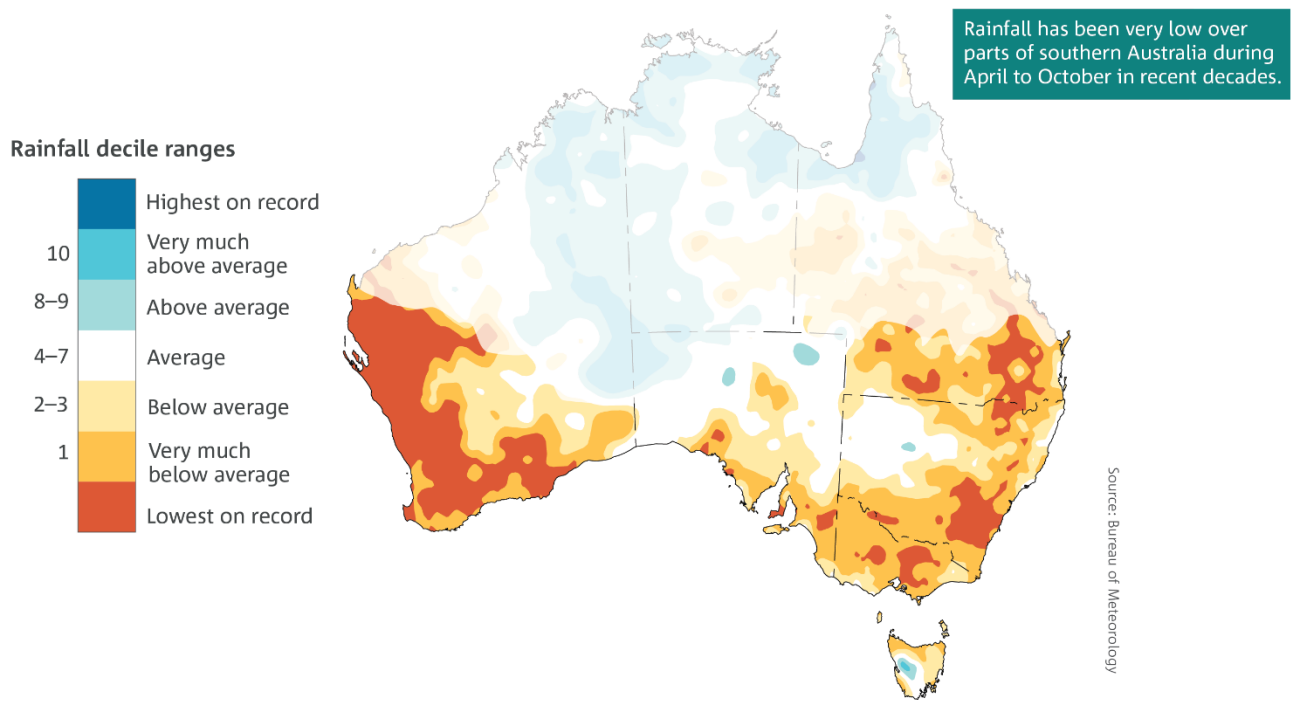 Rainfall has been very low over
parts of southern Australia during
April to October in recent decades.
Rainfall decile ranges
Highest on record
10
Very much
above average
8–9
Above average
4–7
Average
2–3
Below average
1
Very much
below average
Lowest on record
Source: Bureau of Meteorology